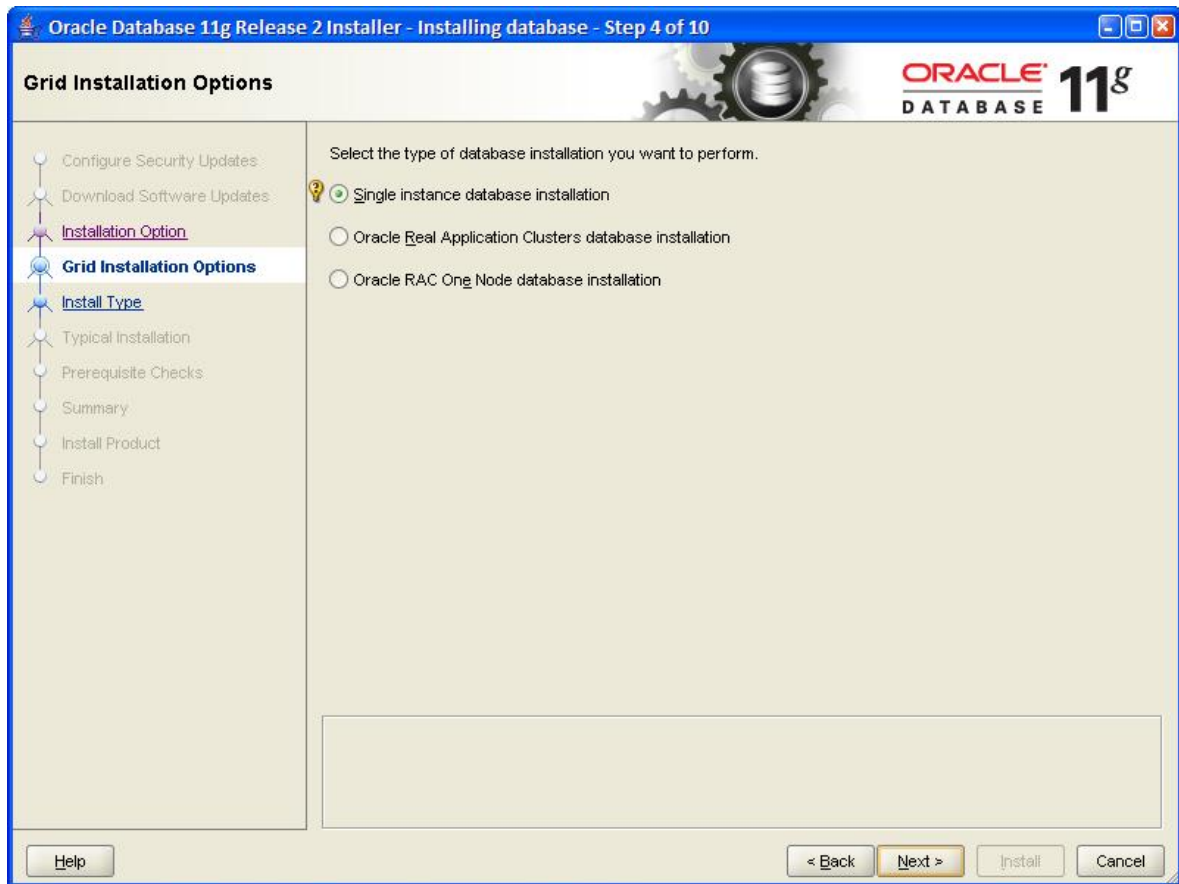 Oracle Database 11g Release 2 Installer - Installing database - Step 4 of 10
Grid Installation Options
ORACLE DATABASE 11g
Configure Security Updates
Download Software Updates
Installation Option
Grid Installation Options
Install Type
Typical Installation
Prerequisite Checks
Summary
Install Product
Finish
Select the type of database installation you want to perform.
Single instance database installation
Oracle Real Application Clusters database installation
Oracle RAC One Node database installation
Help
< Back
Next >
Install
Cancel